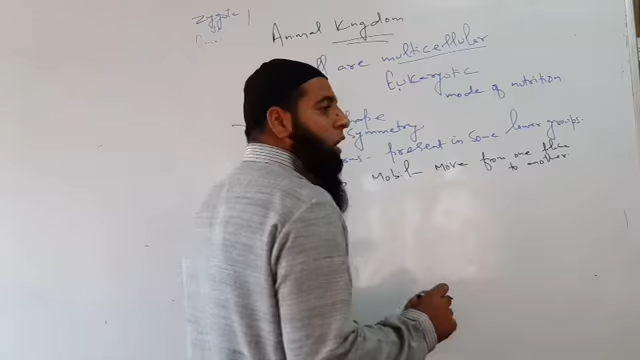 Zygote
Animal Kngdom
are multicellular
Eukaryotic
mode of nutrition
Symmetry
present in some lower groups.
Mobil- move from one place
to another.